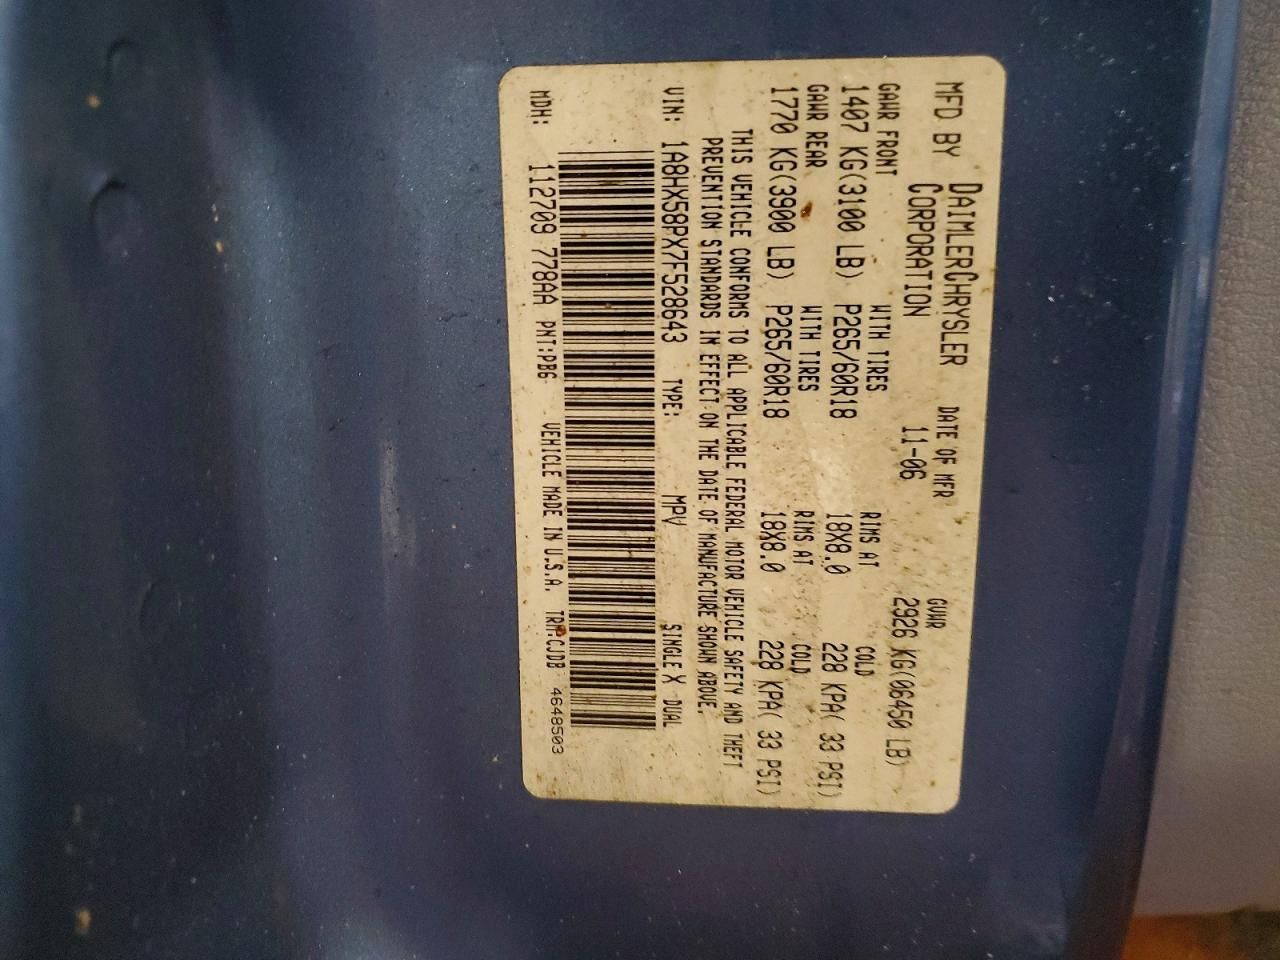 MFD BY DAIMLERCHRYSLER CORPORATION DATE OF MFR 11-06 GVWR 2926 KG(06450 LB)
GAWR FRONT WITH TIRES RIMS AT COLD
1407 KG(3100 LB) P265/60R18 18X8.0 228 KPA( 33 PSI)
GAWR REAR WITH TIRES RIMS AT COLD
1770 KG(3900 LB) P265/60R18 18X8.0 228 KPA( 33 PSI)
THIS VEHICLE CONFORMS TO ALL APPLICABLE FEDERAL MOTOR VEHICLE SAFETY AND THEFT
PREVENTION STANDARDS IN EFFECT ON THE DATE OF MANUFACTURE SHOWN ABOVE.
VIN: 1A8HX58PX7F528643 TYPE: MPV SINGLE X DUAL
MDH: 112709 778AA PNT:PBG VEHICLE MADE IN U.S.A. TRM:CJDB 4648503